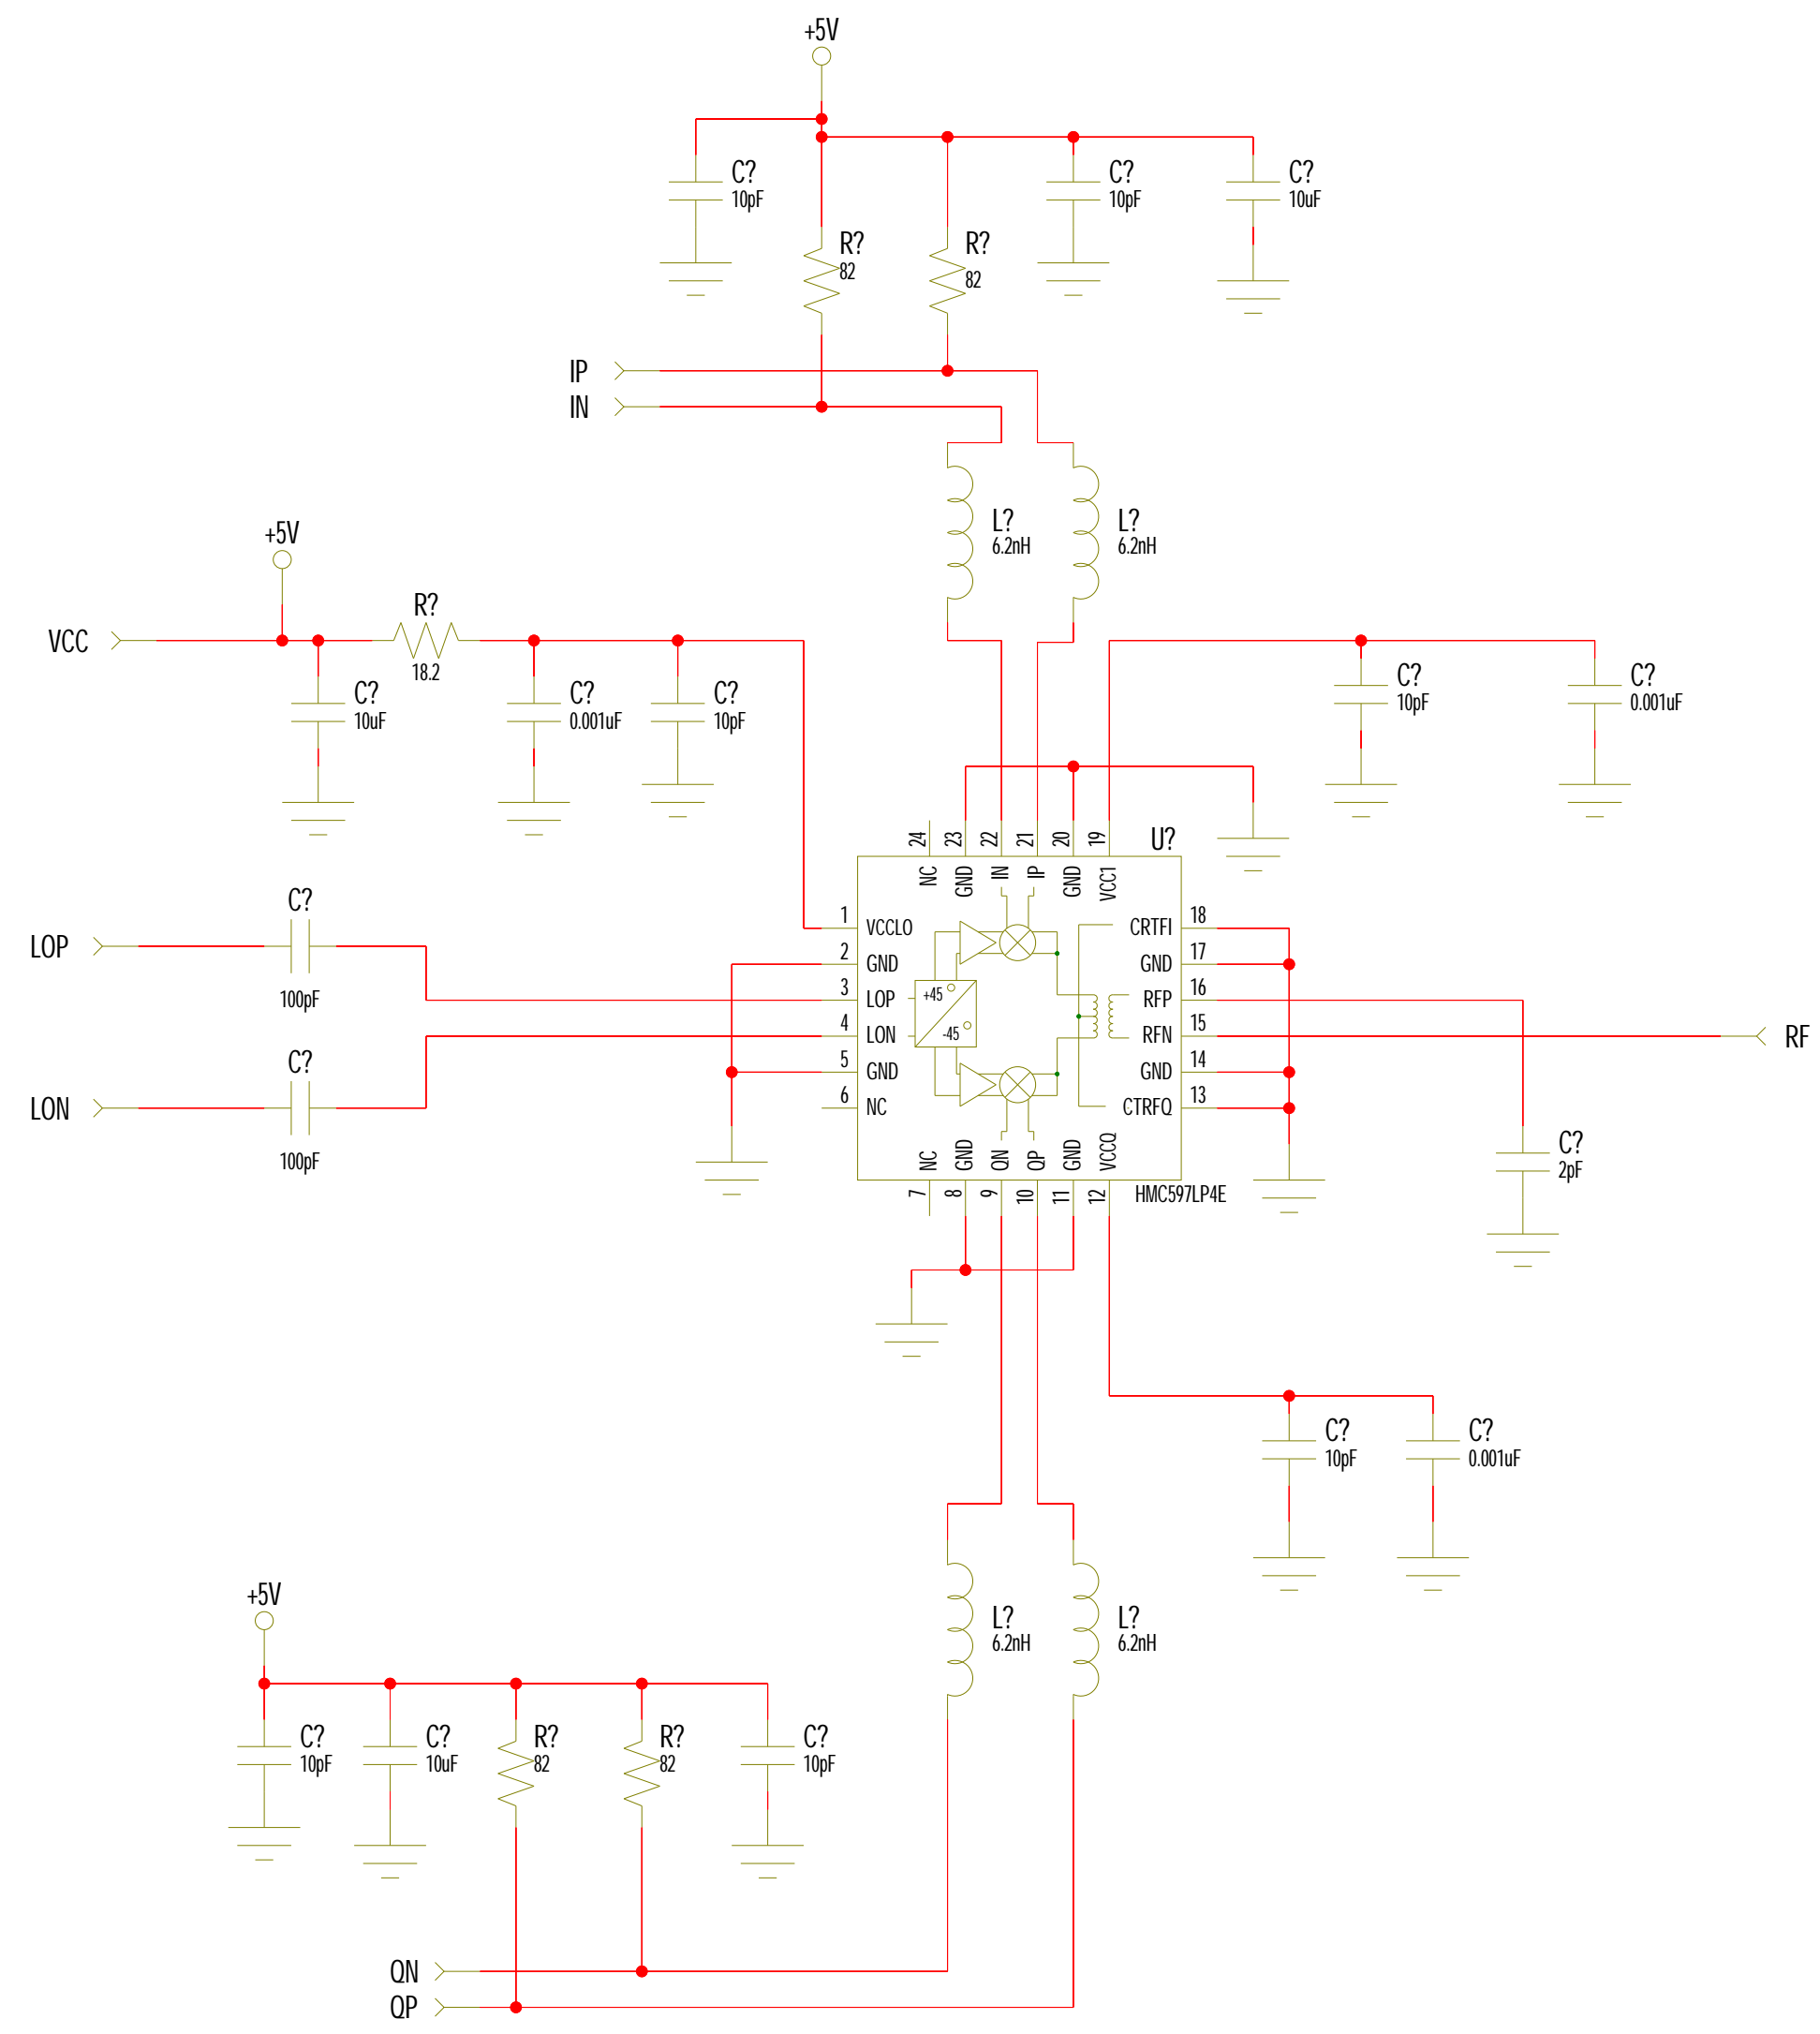 +5V
C?
10pF
C?
10pF
C?
10uF
R?
82
R?
82
IP
IN
L?
6.2nH
L?
6.2nH
+5V
VCC
R?
18.2
C?
10uF
C?
0.001uF
C?
10pF
C?
10pF
C?
0.001uF
U?
24
23
22
21
20
19
NC
GND
IN
IP
GND
VCC1
LOP
C?
100pF
LON
C?
100pF
1
VCCLO
2
GND
3
LOP
4
LON
5
GND
6
NC
+45
-45
CRTFI
18
GND
17
RFP
16
RFN
15
GND
14
CTRFQ
13
RF
C?
2pF
NC
GND
QN
QP
GND
VCCQ
7
8
9
10
11
12
HMC597LP4E
C?
10pF
C?
0.001uF
L?
6.2nH
L?
6.2nH
+5V
C?
10pF
C?
10uF
R?
82
R?
82
C?
10pF
QN
QP